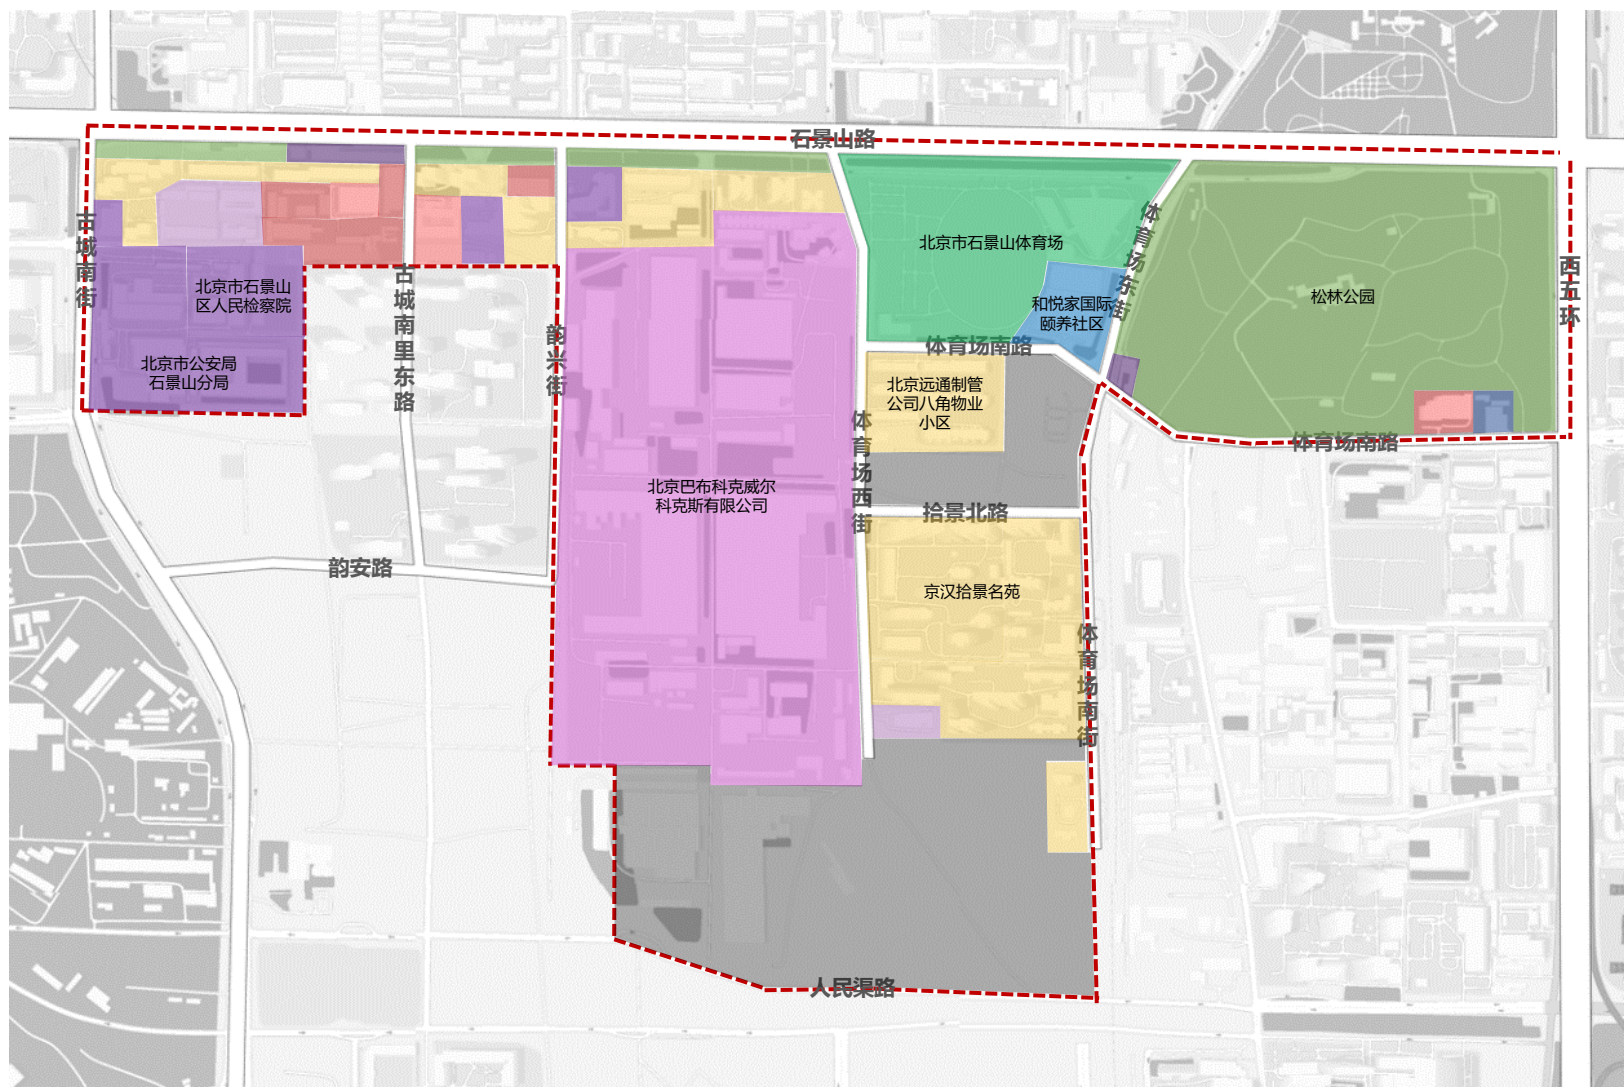 石景山路
古城南街
体育场东街
北京市石景山体育场
西五环
古城南里东路
北京市石景山
区人民检察院
松林公园
和悦家国际
颐养社区
韵兴街
体育场南路
北京市公安局
石景山分局
北京远通制管
公司八角物业
小区
体育场西街
体育场南路
北京巴布科克威尔
科克斯有限公司
拾景北路
韵安路
京汉拾景名苑
体育场南街
人民渠路